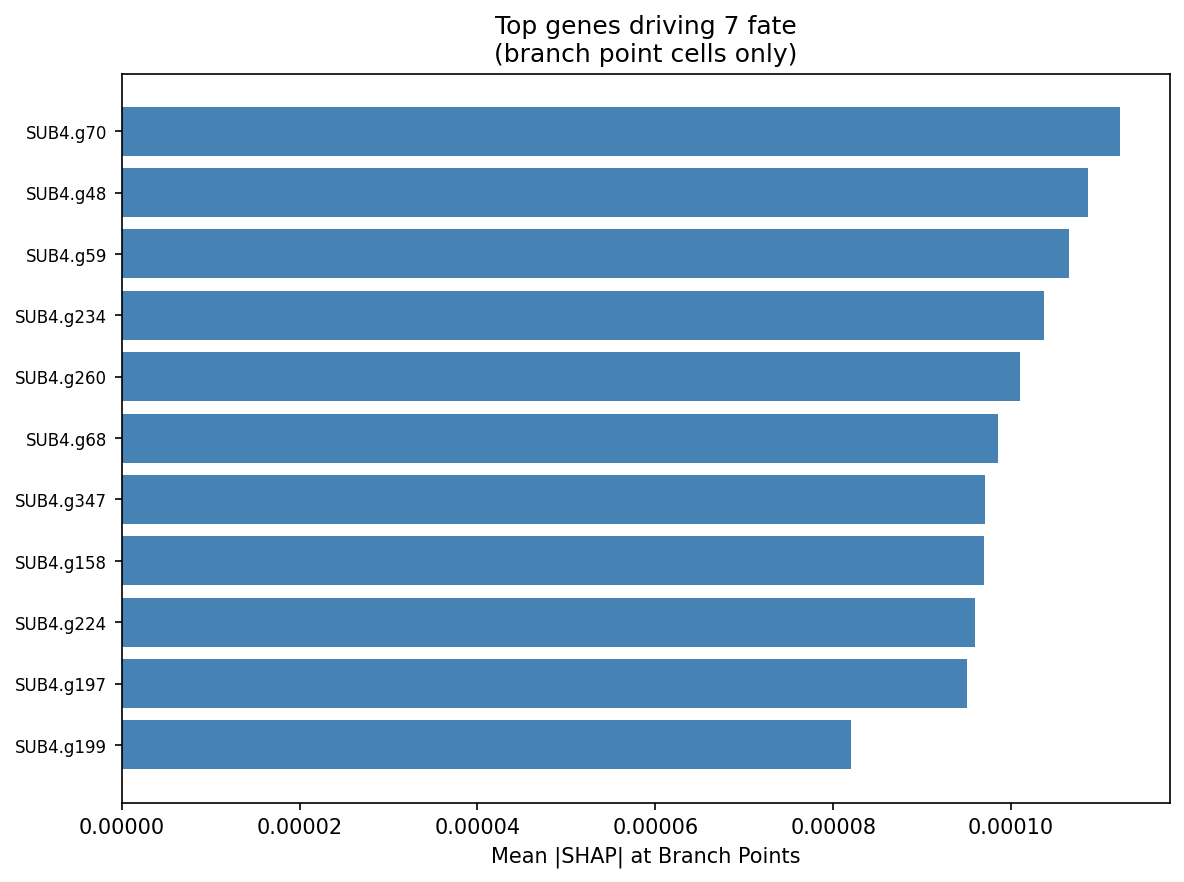 Top genes driving 7 fate
(branch point cells only)
SUB4.g70
SUB4.g48
SUB4.g59
SUB4.g234
SUB4.g260
SUB4.g68
SUB4.g347
SUB4.g158
SUB4.g224
SUB4.g197
SUB4.g199
0.00000 0.00002 0.00004 0.00006 0.00008 0.00010
Mean |SHAP| at Branch Points